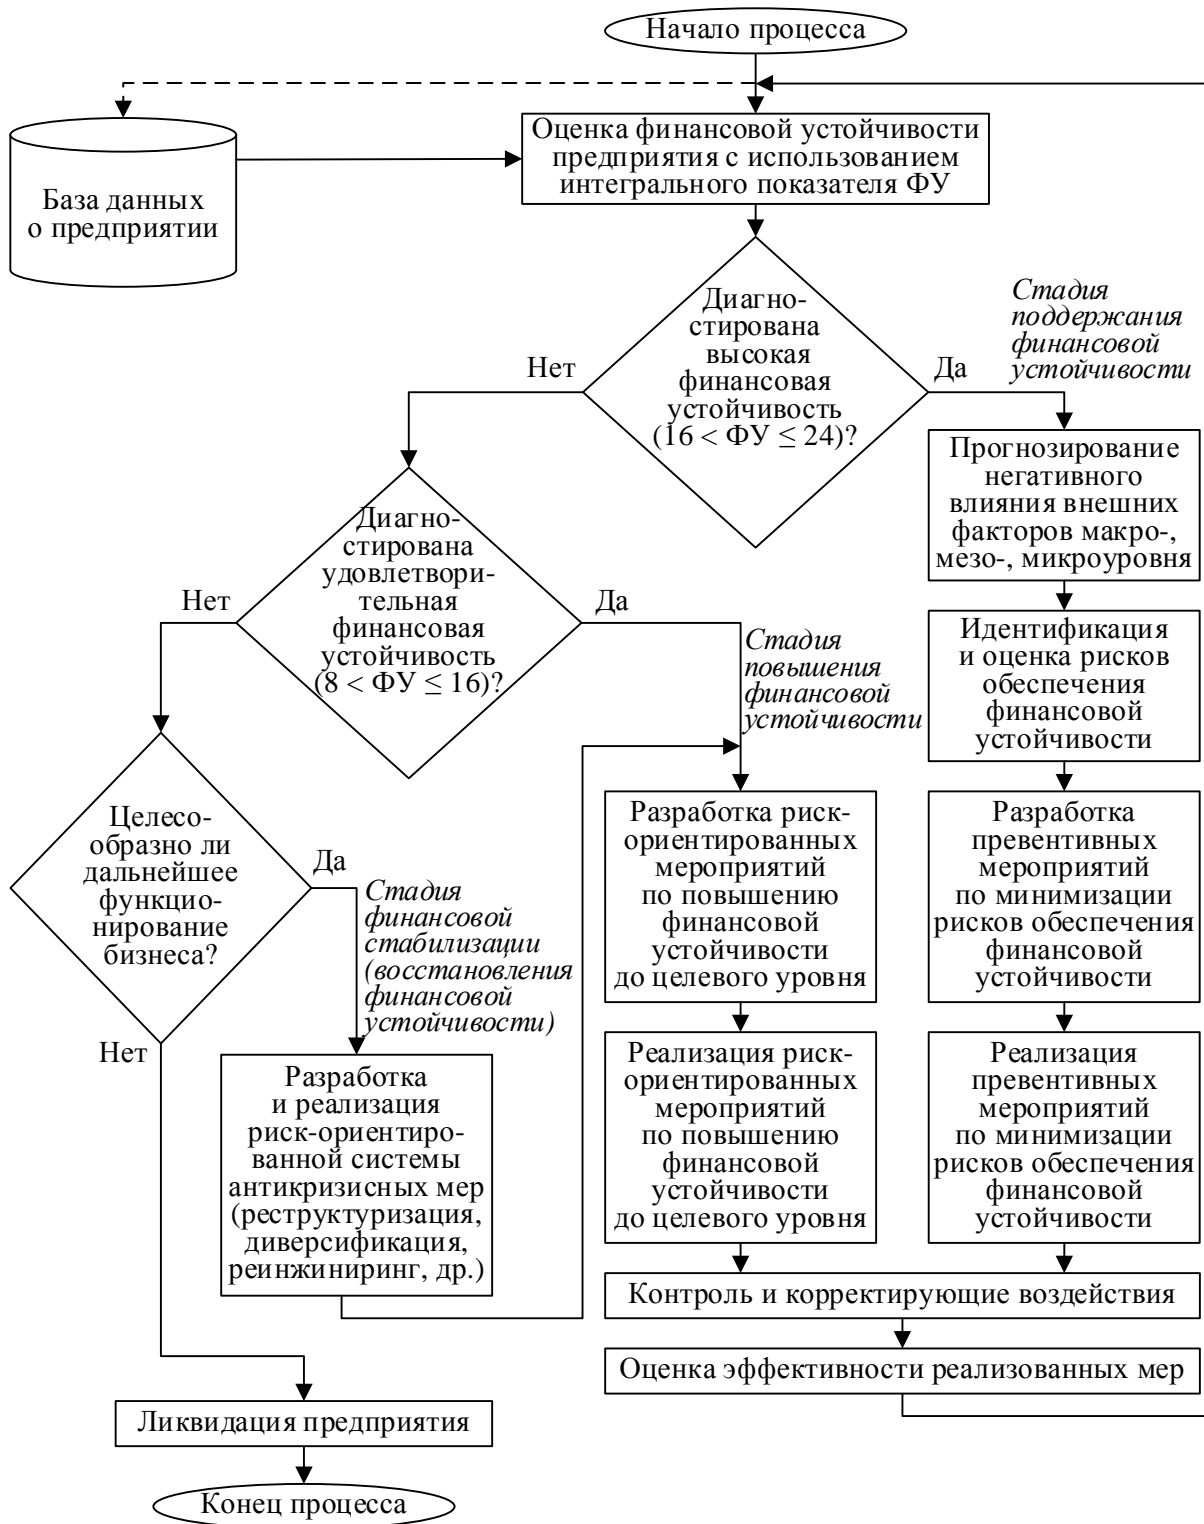 Начало процесса
Оценка финансовой устойчивости
предприятия с использованием
интегрального показателя ФУ
База данных
о предприятии
Диагно-
стирована
высокая
финансовая
устойчивость
(16 < ФУ ≤ 24)?
Нет
Да
Стадия
поддержания
финансовой
устойчивости
Прогнозирование
негативного
влияния внешних
факторов макро-,
мезо-, микроуровня
Диагно-
стирована
удовлетвори-
тельная
финансовая
устойчивость
(8 < ФУ ≤ 16)?
Нет
Да
Стадия
повышения
финансовой
устойчивости
Идентификация
и оценка рисков
обеспечения
финансовой
устойчивости
Целесо-
образно ли
дальнейшее
функцио-
нирование
бизнеса?
Да
Нет
Стадия
финансовой
стабилизации
(восстановления
финансовой
устойчивости)
Разработка риск-
ориентированных
мероприятий
по повышению
финансовой
устойчивости
до целевого уровня
Разработка
превентивных
мероприятий
по минимизации
рисков обеспечения
финансовой
устойчивости
Разработка
и реализация
риск-ориентиро-
ванной системы
антикризисных мер
(реструктуризация,
диверсификация,
реинжиниринг, др.)
Реализация риск-
ориентированных
мероприятий
по повышению
финансовой
устойчивости
до целевого уровня
Реализация
превентивных
мероприятий
по минимизации
рисков обеспечения
финансовой
устойчивости
Контроль и корректирующие воздействия
Оценка эффективности реализованных мер
Ликвидация предприятия
Конец процесса